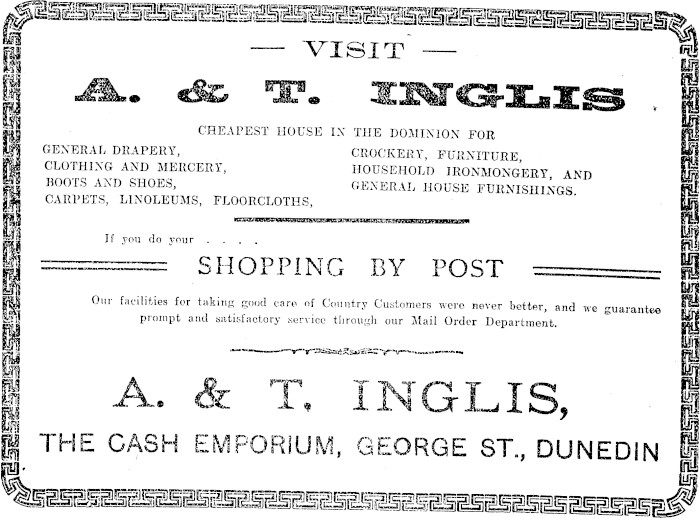 — VISIT —
A. & T. INGLIS
CHEAPEST HOUSE IN THE DOMINION FOR
GENERAL DRAPERY,
CLOTHING AND MERCERY,
BOOTS AND SHOES,
CARPETS, LINOLEUMS, FLOORCLOTHS,
CROCKERY, FURNITURE,
HOUSEHOLD IRONMONGERY, AND
GENERAL HOUSE FURNISHINGS.
If you do your . . . .
SHOPPING BY POST
Our facilities for taking good care of Country Customers were never better, and we guarantee
prompt and satisfactory service through our Mail Order Department.
A. & T. INGLIS,
THE CASH EMPORIUM, GEORGE ST., DUNEDIN